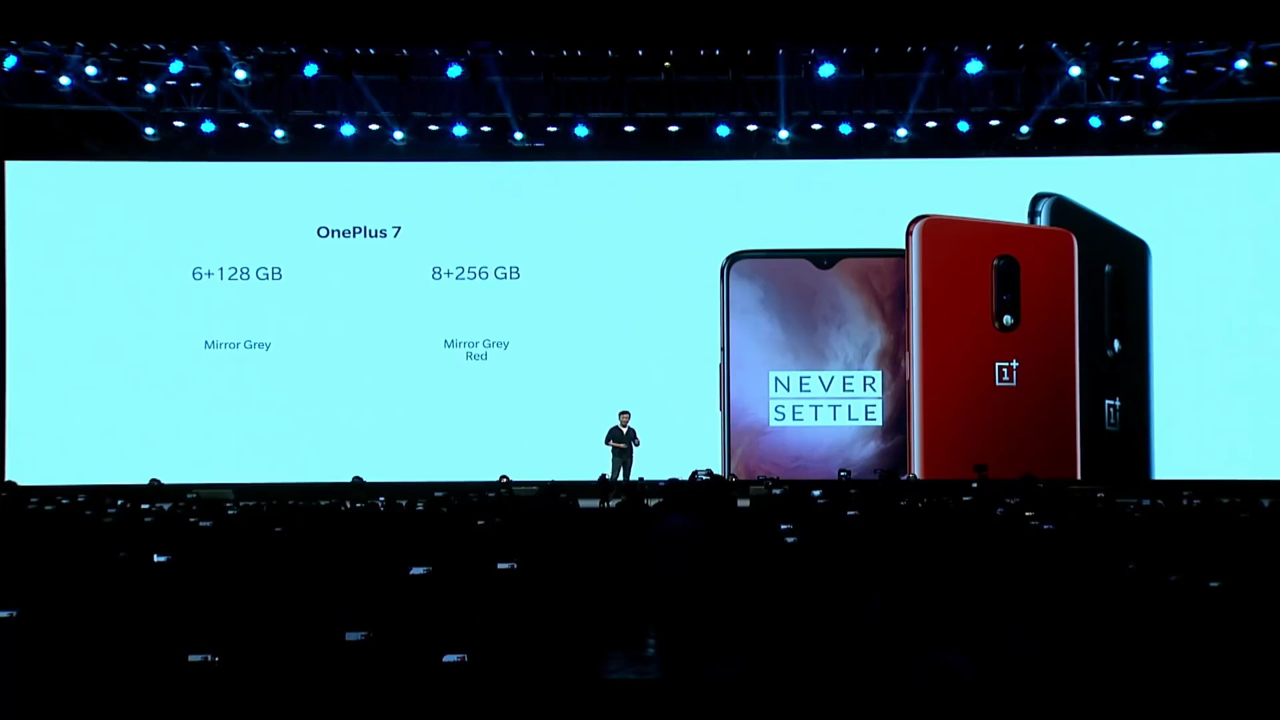 OnePlus 7
6+128 GB
8+256 GB
Mirror Grey
Mirror Grey
Red
NEVER
SETTLE